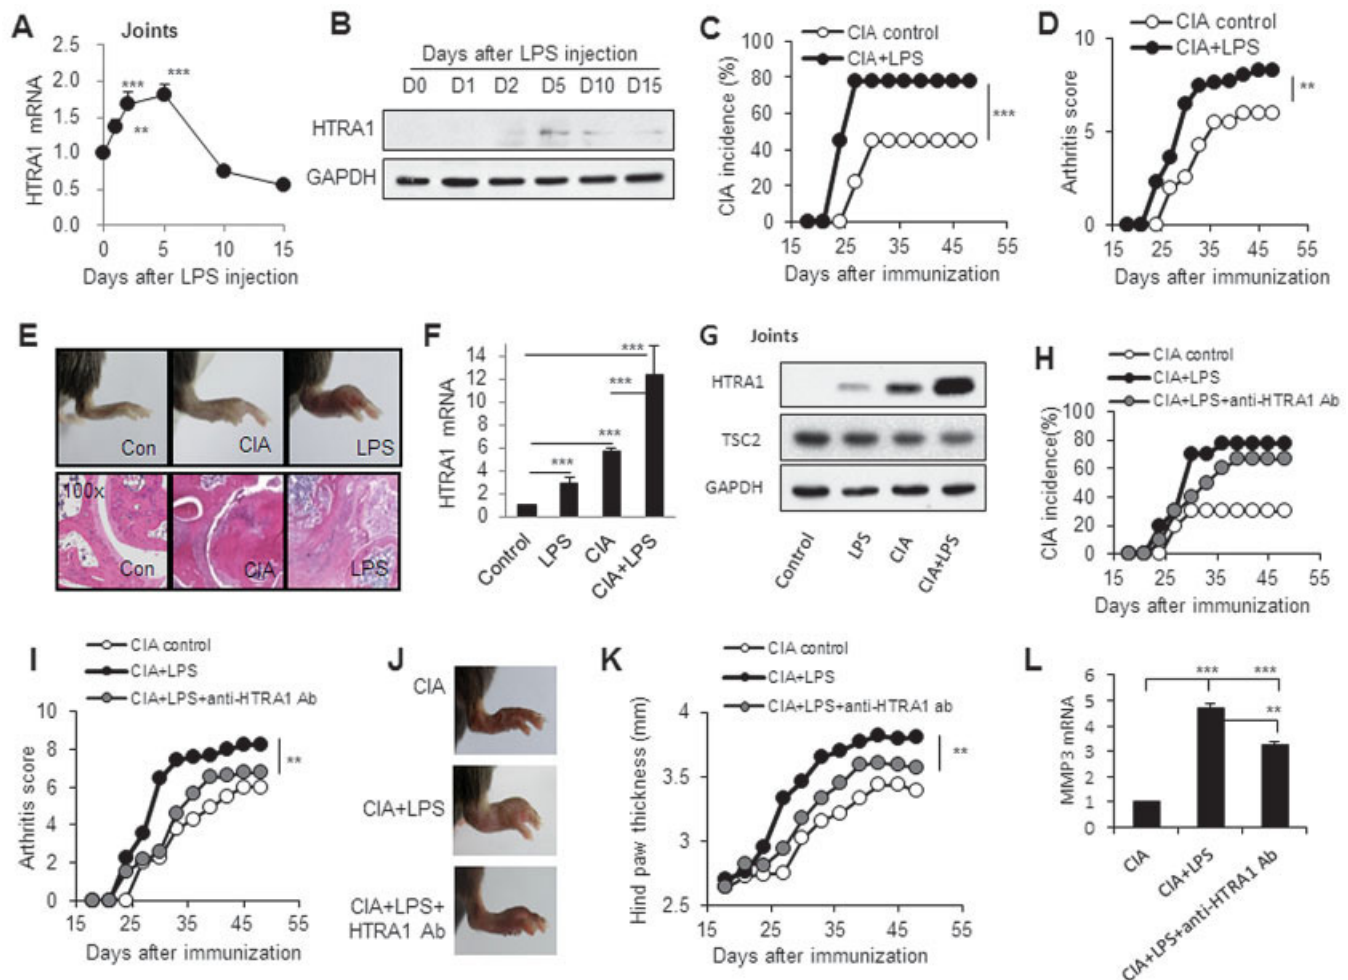 A
Joints
HTRA1 mRNA
2.5
2.0
1.5
1.0
0.5
0.0
***
***
**
0 5 10 15
Days after LPS injection
B
Days after LPS injection
D0 D1 D2 D5 D10 D15
HTRA1
GAPDH
C
CIA control
CIA+LPS
CIA incidence (%)
100
80
60
40
20
0
***
15 25 35 45 55
Days after immunization
D
CIA control
CIA+LPS
Arthritis score
10
5
0
**
15 25 35 45 55
Days after immunization
E
Con
CIA
LPS
100x
Con
CIA
LPS
F
HTRA1 mRNA
14
12
10
8
6
4
2
0
***
***
***
***
Control
LPS
CIA
CIA+LPS
G
Joints
HTRA1
TSC2
GAPDH
Control
LPS
CIA
CIA+LPS
H
CIA control
CIA+LPS
CIA+LPS+anti-HTRA1 Ab
CIA incidence(%)
100
80
60
40
20
0
15 25 35 45 55
Days after immunization
I
CIA control
CIA+LPS
CIA+LPS+anti-HTRA1 Ab
Arthritis score
10
8
6
4
2
0
**
15 25 35 45 55
Days after immunization
J
CIA
CIA+LPS
CIA+LPS+
HTRA1 Ab
K
CIA control
CIA+LPS
CIA+LPS+anti-HTRA1 ab
Hind paw thickness (mm)
4
3.5
3
2.5
**
15 25 35 45 55
Days after immunization
L
MMP3 mRNA
6
5
4
3
2
1
0
***
***
**
CIA
CIA+LPS
CIA+LPS+anti-HTRA1 Ab